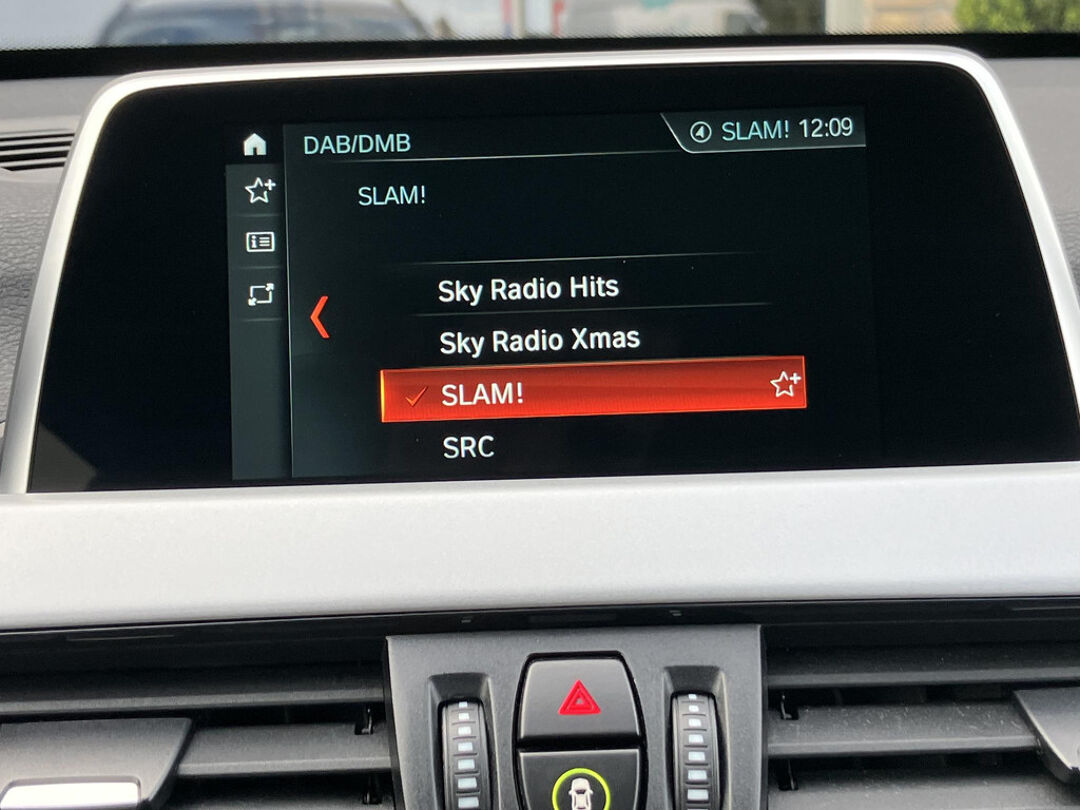 DAB/DMB
SLAM! 12:09
SLAM!
Sky Radio Hits
Sky Radio Xmas
SLAM!
SRC